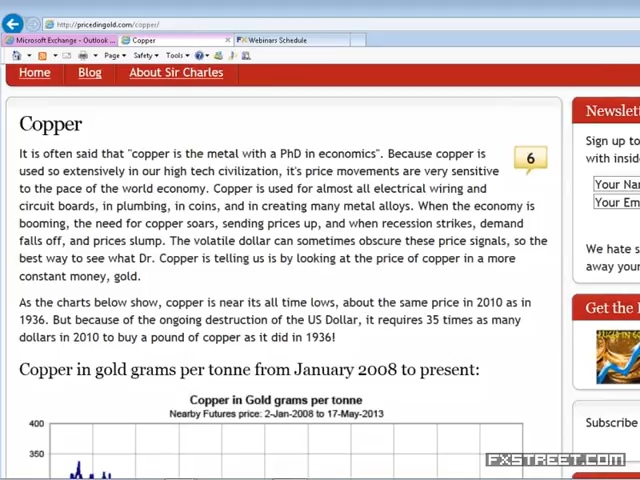 http://pricedingold.com/copper/
Microsoft Exchange - Outlook ...
Copper
Webinars Schedule
Page
Safety
Tools
Home
Blog
About Sir Charles
Copper
It is often said that "copper is the metal with a PhD in economics". Because copper is
used so extensively in our high tech civilization, it's price movements are very sensitive
to the pace of the world economy. Copper is used for almost all electrical wiring and
circuit boards, in plumbing, in coins, and in creating many metal alloys. When the economy is
booming, the need for copper soars, sending prices up, and when recession strikes, demand
falls off, and prices slump. The volatile dollar can sometimes obscure these price signals, so the
best way to see what Dr. Copper is telling us is by looking at the price of copper in a more
constant money, gold.
6
As the charts below show, copper is near its all time lows, about the same price in 2010 as in
1936. But because of the ongoing destruction of the US Dollar, it requires 35 times as many
dollars in 2010 to buy a pound of copper as it did in 1936!
Copper in gold grams per tonne from January 2008 to present:
Copper in Gold grams per tonne
Nearby Futures price: 2-Jan-2008 to 17-May-2013
400
350
Newslet
Sign up to
with insid
Your Na
Your Em
We hate s
away your
Get the
Subscribe
FXSTREET.COM